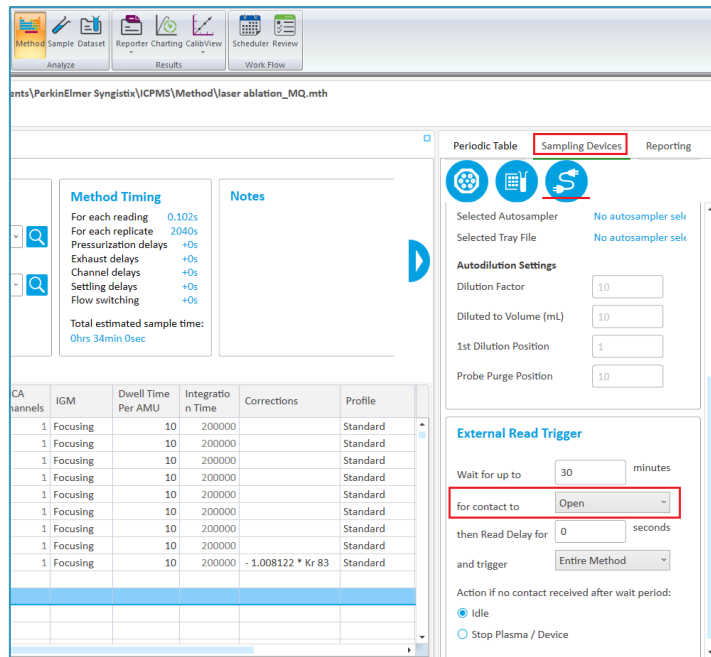 Method Sample Dataset
Reporter Charting CalibView
Scheduler Review
Analyze
Results
Work Flow
ents\PerkinElmer Syngistix\ICPMS\Method\laser ablation_MQ.mth
Periodic Table
Sampling Devices
Reporting
Method Timing
For each reading 0.102s
For each replicate 2040s
Pressurization delays +0s
Exhaust delays +0s
Channel delays +0s
Settling delays +0s
Flow switching +0s
Total estimated sample time:
0hrs 34min 0sec
Notes
Selected Autosampler No autosampler sele
Selected Tray File No autosampler sele
Autodilution Settings
Dilution Factor 10
Diluted to Volume (mL) 10
1st Dilution Position 1
Probe Purge Position 10
CA
hannels
IGM
Dwell Time
Per AMU
Integratio
n Time
Corrections
Profile
1 Focusing 10 200000 Standard
1 Focusing 10 200000 Standard
1 Focusing 10 200000 Standard
1 Focusing 10 200000 Standard
1 Focusing 10 200000 Standard
1 Focusing 10 200000 Standard
1 Focusing 10 200000 Standard
1 Focusing 10 200000 Standard
1 Focusing 10 200000 - 1.008122 * Kr 83 Standard
External Read Trigger
Wait for up to 30 minutes
for contact to Open
then Read Delay for 0 seconds
and trigger Entire Method
Action if no contact received after wait period:
Idle
Stop Plasma / Device